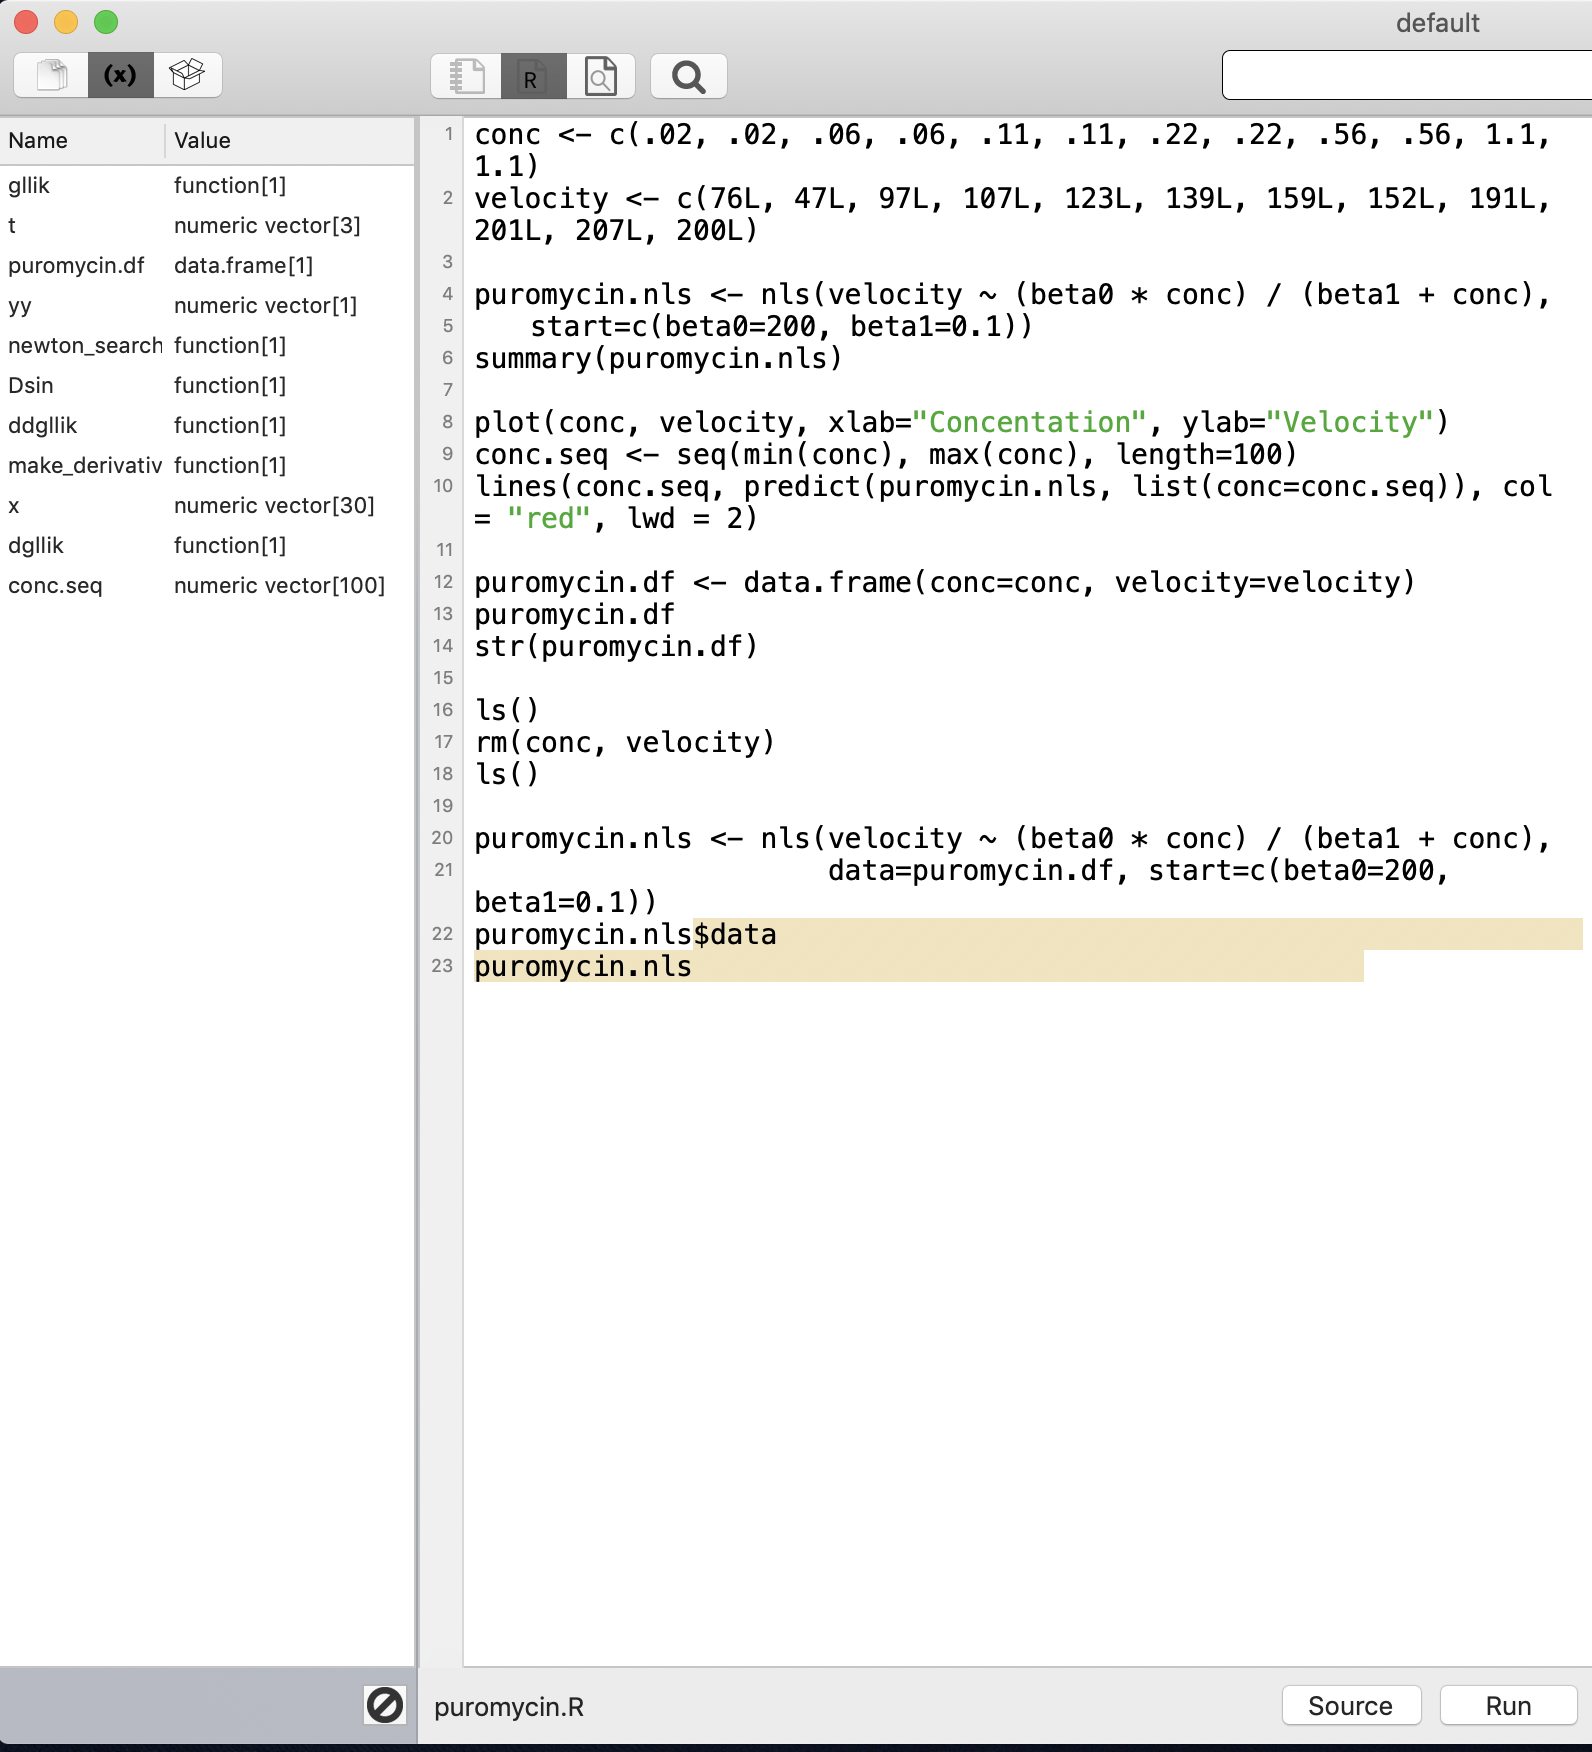 default
(x)
R
Name Value
gllik function[1]
t numeric vector[3]
puromycin.df data.frame[1]
yy numeric vector[1]
newton_search function[1]
Dsin function[1]
ddgllik function[1]
make_derivativ function[1]
x numeric vector[30]
dgllik function[1]
conc.seq numeric vector[100]
1 conc <- c(.02, .02, .06, .06, .11, .11, .22, .22, .56, .56, 1.1,
1.1)
2 velocity <- c(76L, 47L, 97L, 107L, 123L, 139L, 159L, 152L, 191L,
201L, 207L, 200L)
3
4 puromycin.nls <- nls(velocity ~ (beta0 * conc) / (beta1 + conc),
5 start=c(beta0=200, beta1=0.1))
6 summary(puromycin.nls)
7
8 plot(conc, velocity, xlab="Concentation", ylab="Velocity")
9 conc.seq <- seq(min(conc), max(conc), length=100)
10 lines(conc.seq, predict(puromycin.nls, list(conc=conc.seq)), col
= "red", lwd = 2)
11
12 puromycin.df <- data.frame(conc=conc, velocity=velocity)
13 puromycin.df
14 str(puromycin.df)
15
16 ls()
17 rm(conc, velocity)
18 ls()
19
20 puromycin.nls <- nls(velocity ~ (beta0 * conc) / (beta1 + conc),
21 data=puromycin.df, start=c(beta0=200,
beta1=0.1))
22 puromycin.nls$data
23 puromycin.nls
puromycin.R
Source
Run